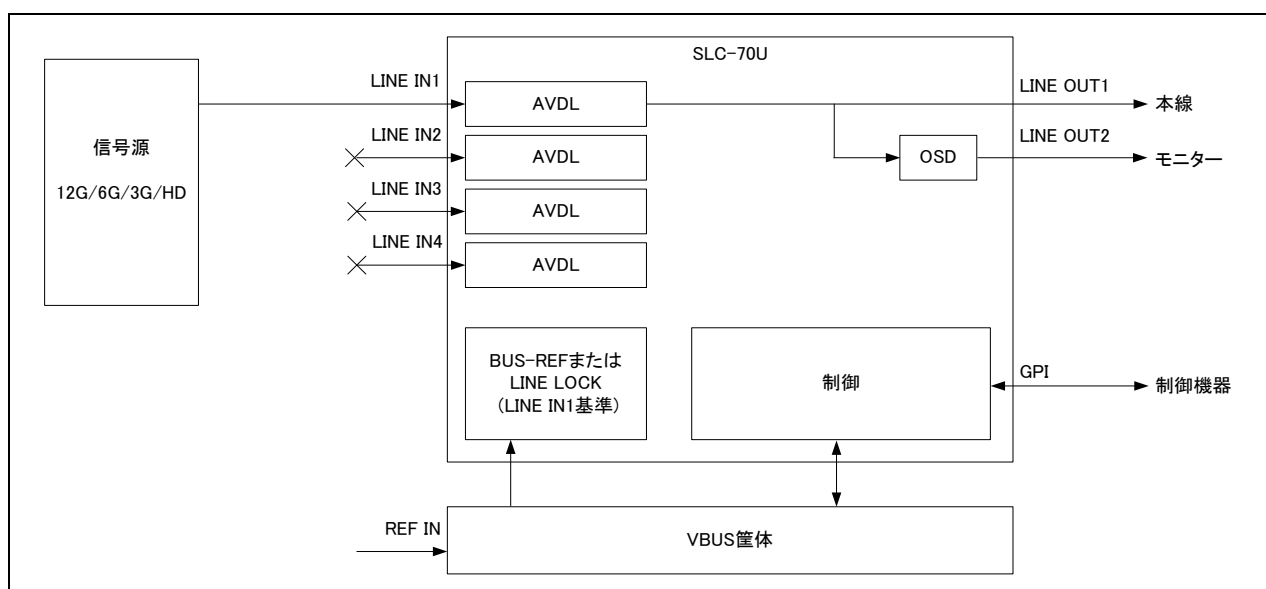 SLC-70U
信号源
12G/6G/3G/HD
LINE IN1
AVDL
LINE OUT1
本線
LINE IN2
AVDL
OSD
LINE OUT2
モニター
LINE IN3
AVDL
LINE IN4
AVDL
BUS-REFまたは
LINE LOCK
（LINE IN1基準）
制御
GPI
制御機器
REF IN
VBUS筐体